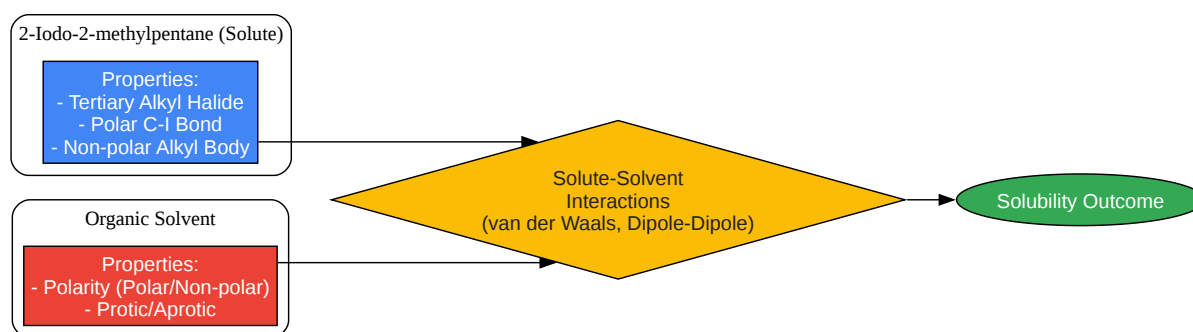 2-Iodo-2-methylpentane (Solute)
Properties:
- Tertiary Alkyl Halide
- Polar C-I Bond
- Non-polar Alkyl Body
Organic Solvent
Properties:
- Polarity (Polar/Non-polar)
- Protic/Aprotic
Solute-Solvent
Interactions
(van der Waals, Dipole-Dipole)
Solubility Outcome